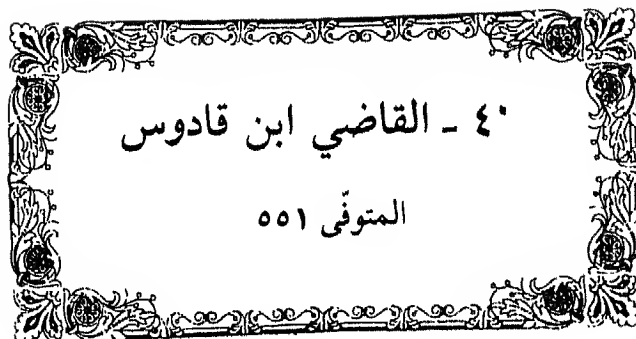 ٤٠ - القاضي ابن قادوس
المتوفّى ٥٥١